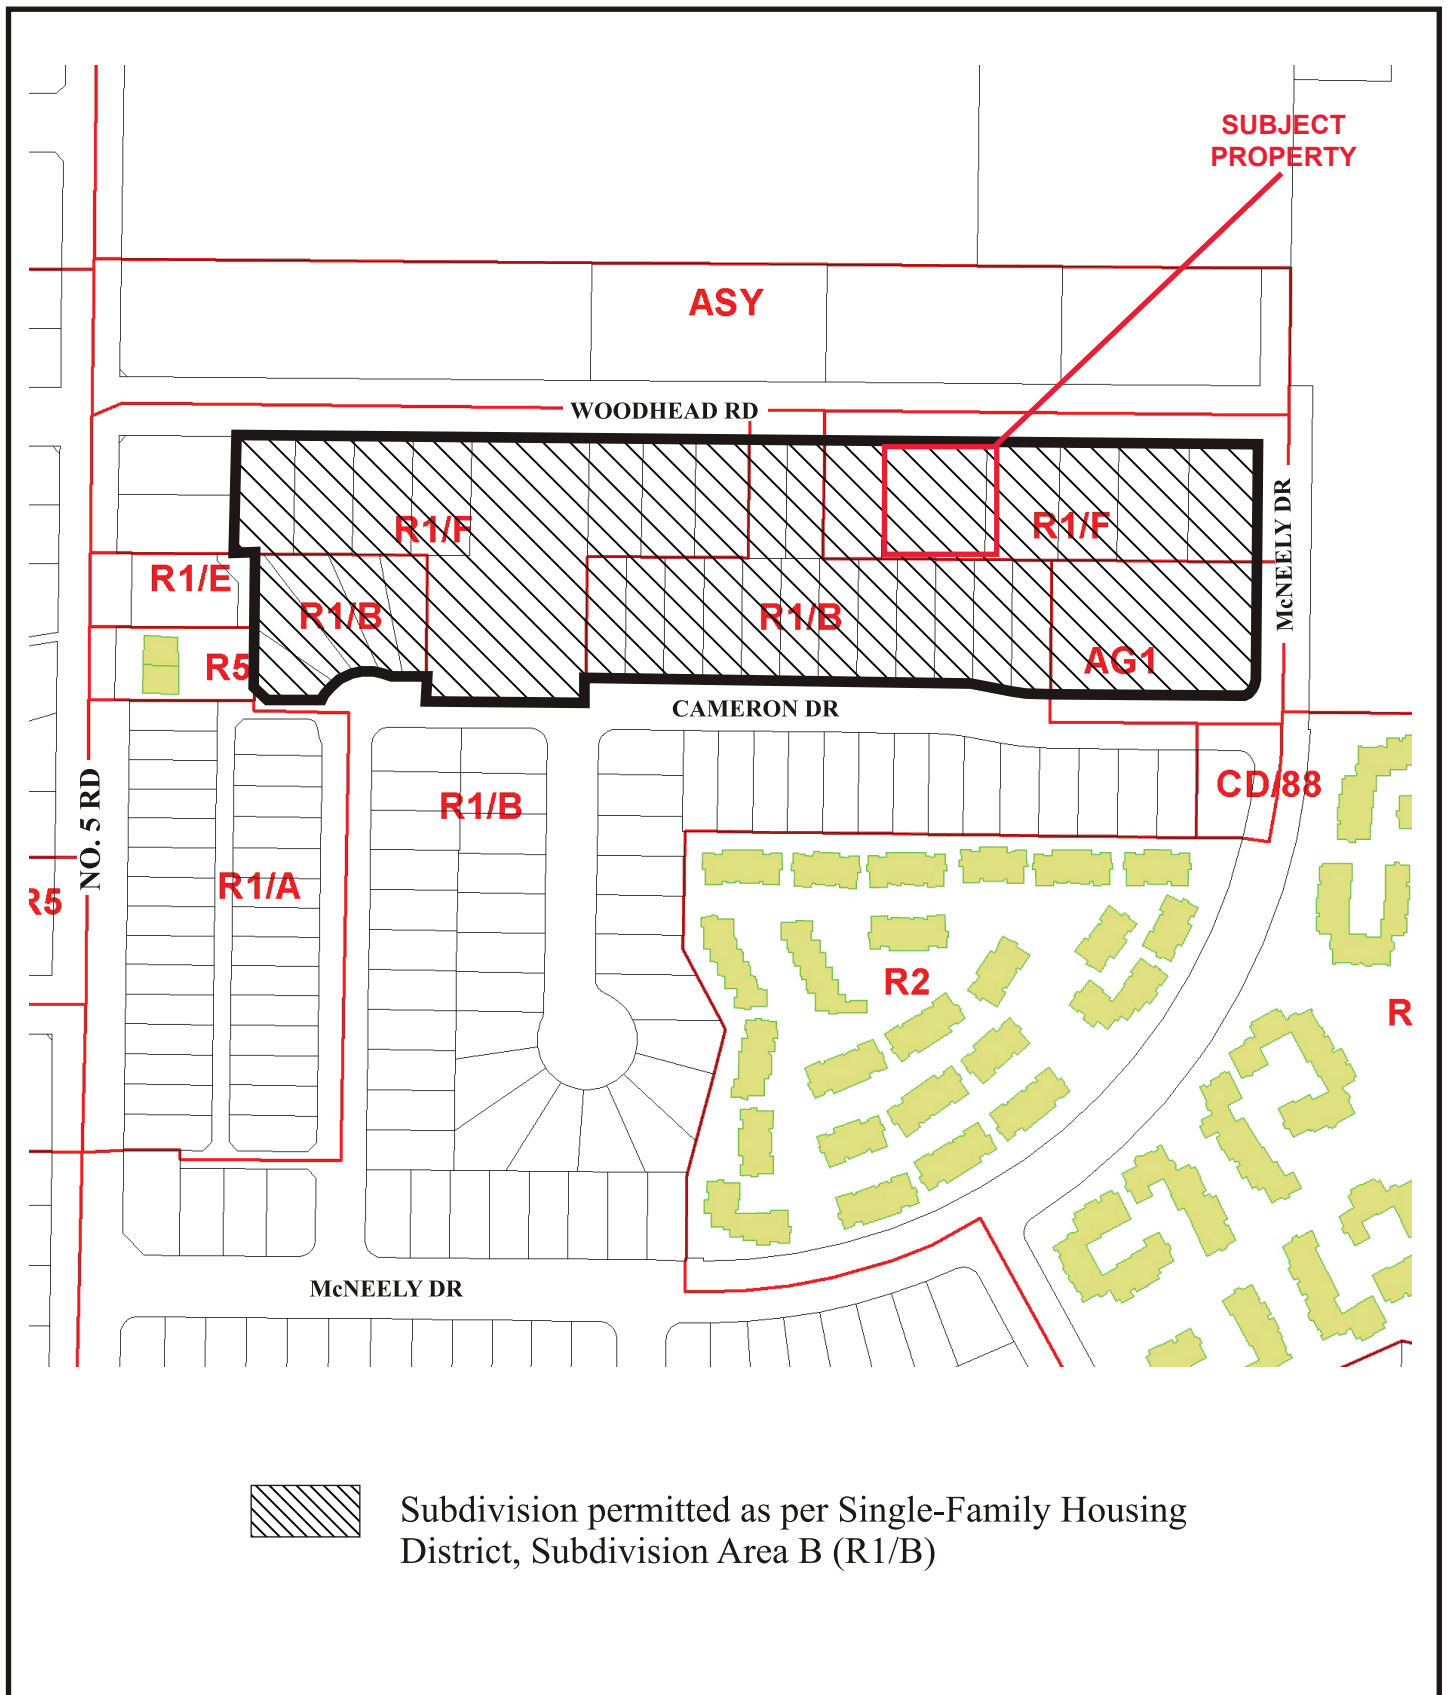 SUBJECT
PROPERTY
ASY
WOODHEAD RD
R1/F
R1/F
McNEELY DR
R1/E
R1/B
R1/B
R5
AG1
CAMERON DR
NO. 5 RD
R1/B
CD/88
R1/A
R5
R2
R
McNEELY DR
Subdivision permitted as per Single-Family Housing
District, Subdivision Area B (R1/B)